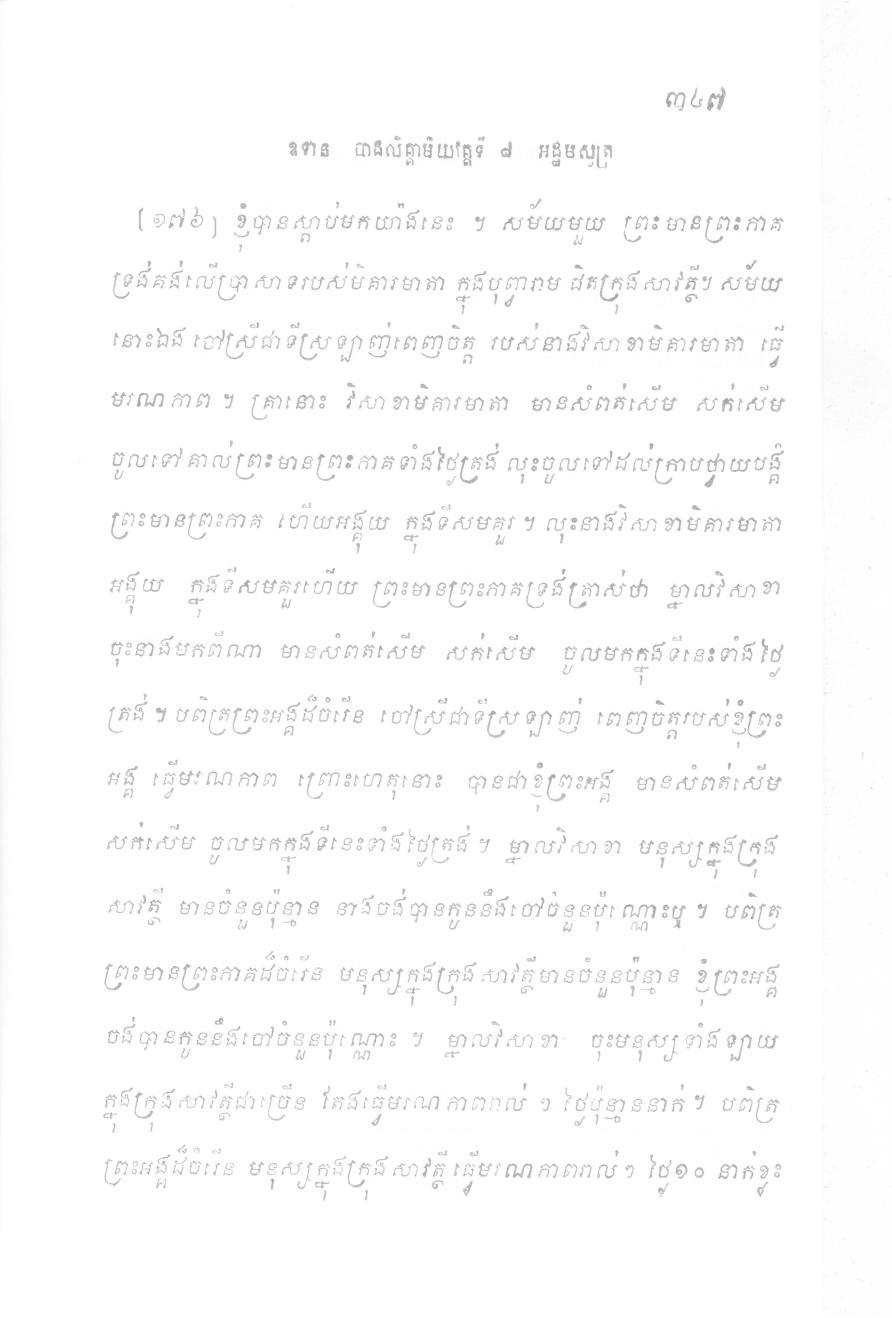 ៣៤៧
ឧទាន បាដលិគ្គាមិយវគ្គទី ៨ អដ្ឋមសូត្រ
[១៧៦] ខ្ញុំបានស្តាប់មកយ៉ាងនេះ ។ សម័យមួយ ព្រះមានព្រះភាគ
ទ្រង់គង់លើប្រាសាទរបស់មិគារមាតា ក្នុងបុព្វារាម ជិតក្រុងសាវត្ថី។ សម័យ
នោះឯង ចៅស្រីជាទីស្រឡាញ់ពេញចិត្ត របស់នាងវិសាខាមិគារមាតា ធ្វើ
មរណភាព ។ គ្រានោះ វិសាខាមិគារមាតា មានសំពត់សើម សក់សើម
ចូលទៅគាល់ព្រះមានព្រះភាគទាំងថ្ងៃត្រង់ លុះចូលទៅដល់ក្រាបថ្វាយបង្គំ
ព្រះមានព្រះភាគ ហើយអង្គុយ ក្នុងទីសមគួរ ។ លុះនាងវិសាខាមិគារមាតា
អង្គុយ ក្នុងទីសមគួរហើយ ព្រះមានព្រះភាគទ្រង់ត្រាស់ថា ម្នាលវិសាខា
ចុះនាងមកពីណា មានសំពត់សើម សក់សើម ចូលមកក្នុងទីនេះទាំងថ្ងៃ
ត្រង់ ។ បពិត្រព្រះអង្គដ៏ចំរើន ចៅស្រីជាទីស្រឡាញ់ ពេញចិត្តរបស់ខ្ញុំព្រះ
អង្គ ធ្វើមរណភាព ព្រោះហេតុនោះ បានជាខ្ញុំព្រះអង្គ មានសំពត់សើម
សក់សើម ចូលមកក្នុងទីនេះទាំងថ្ងៃត្រង់ ។ ម្នាលវិសាខា មនុស្សក្នុងក្រុង
សាវត្ថី មានចំនួនប៉ុន្មាន នាងចង់បានកូននឹងចៅចំនួនប៉ុណ្ណោះឬ ។ បពិត្រ
ព្រះមានព្រះភាគដ៏ចំរើន មនុស្សក្នុងក្រុងសាវត្ថីមានចំនួនប៉ុន្មាន ខ្ញុំព្រះអង្គ
ចង់បានកូននឹងចៅចំនួនប៉ុណ្ណោះ ។ ម្នាលវិសាខា ចុះមនុស្សទាំងឡាយ
ក្នុងក្រុងសាវត្ថីជាច្រើន តែងធ្វើមរណភាពរាល់ ៗ ថ្ងៃប៉ុន្មាននាក់ ។ បពិត្រ
ព្រះអង្គដ៏ចំរើន មនុស្សក្នុងក្រុងសាវត្ថី ធ្វើមរណភាពរាល់ ៗ ថ្ងៃ១០ នាក់ខ្លះ